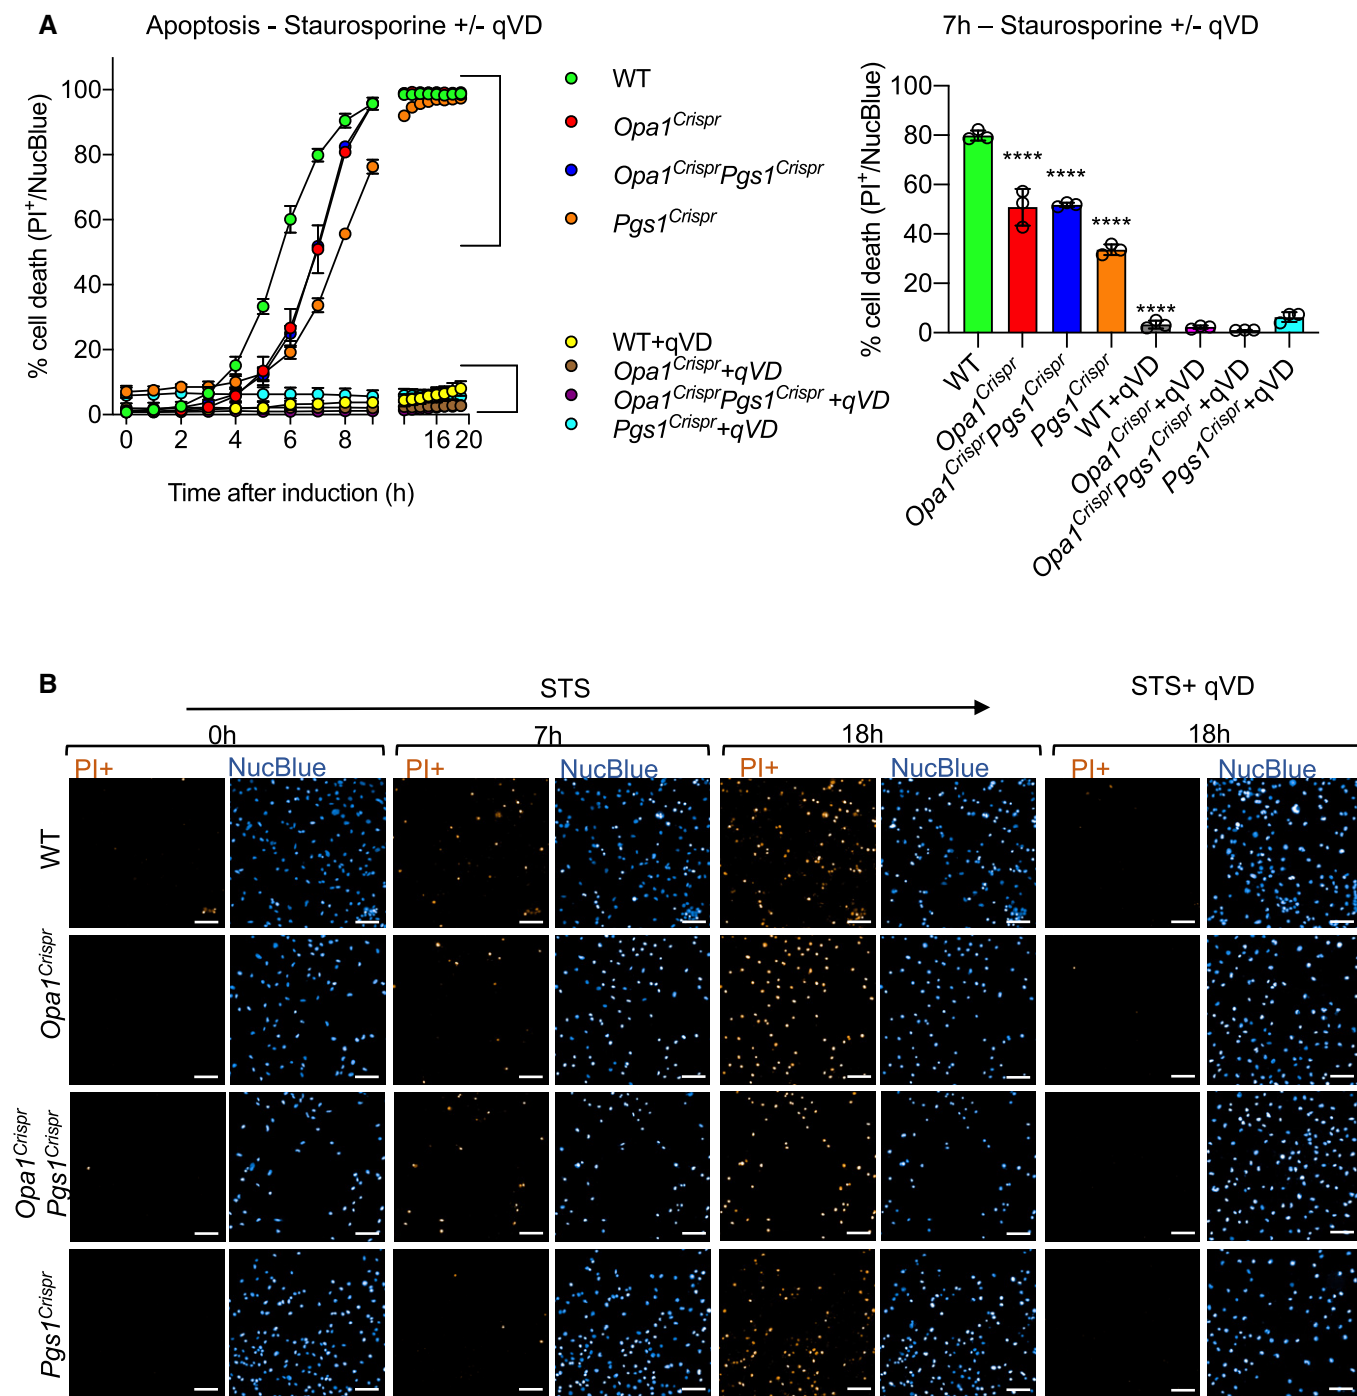 A
Apoptosis - Staurosporine +/- qVD
% cell death (PI+/NucBlue)
100
80
60
40
20
0
0 2 4 6 8 16 20
Time after induction (h)
WT
Opa1Crispr
Opa1CrisprPgs1Crispr
Pgs1Crispr
WT+qVD
Opa1Crispr+qVD
Opa1CrisprPgs1Crispr +qVD
Pgs1Crispr+qVD
7h – Staurosporine +/- qVD
% cell death (PI+/NucBlue)
100
80
60
40
20
0
****
****
****
****
WT
Opa1Crispr
Opa1CrisprPgs1Crispr
Pgs1Crispr
WT+qVD
Opa1Crispr+qVD
Opa1CrisprPgs1Crispr +qVD
Pgs1Crispr+qVD
B
STS
STS+ qVD
0h 7h 18h 18h
PI+ NucBlue PI+ NucBlue PI+ NucBlue PI+ NucBlue
WT
Opa1Crispr
Opa1Crispr
Pgs1Crispr
Pgs1Crispr